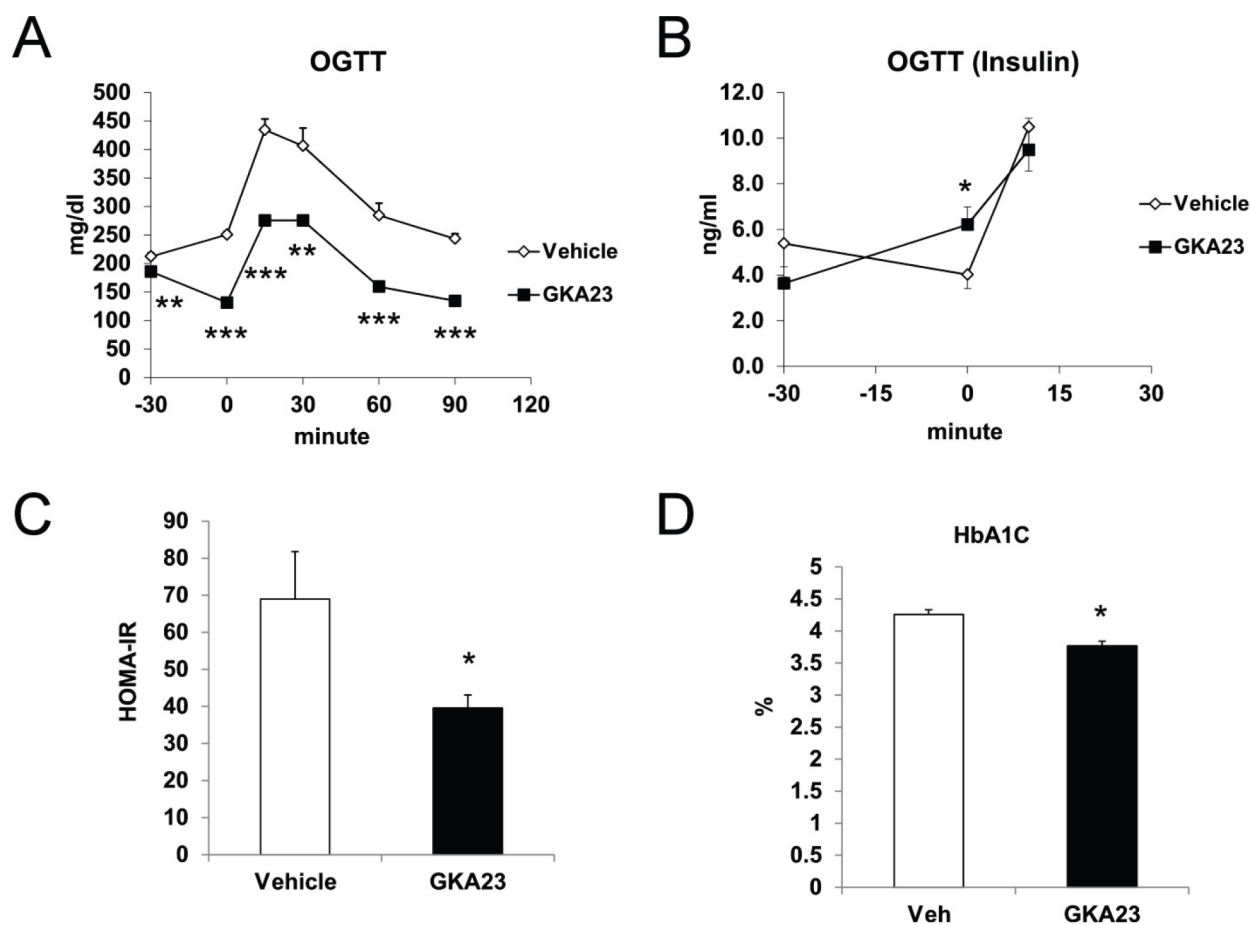 A
OGTT
500
450
400
350
300
250
200
150
100
50
0
mg/dl
**
***
***
**
***
***
-30 0 30 60 90 120
minute
Vehicle
GKA23
B
OGTT (Insulin)
12.0
10.0
8.0
6.0
4.0
2.0
0.0
ng/ml
*
-30 -15 0 15 30
minute
Vehicle
GKA23
C
90
80
70
60
50
40
30
20
10
0
HOMA-IR
*
Vehicle GKA23
D
HbA1C
5
4.5
4
3.5
3
2.5
2
1.5
1
0.5
0
%
*
Veh GKA23